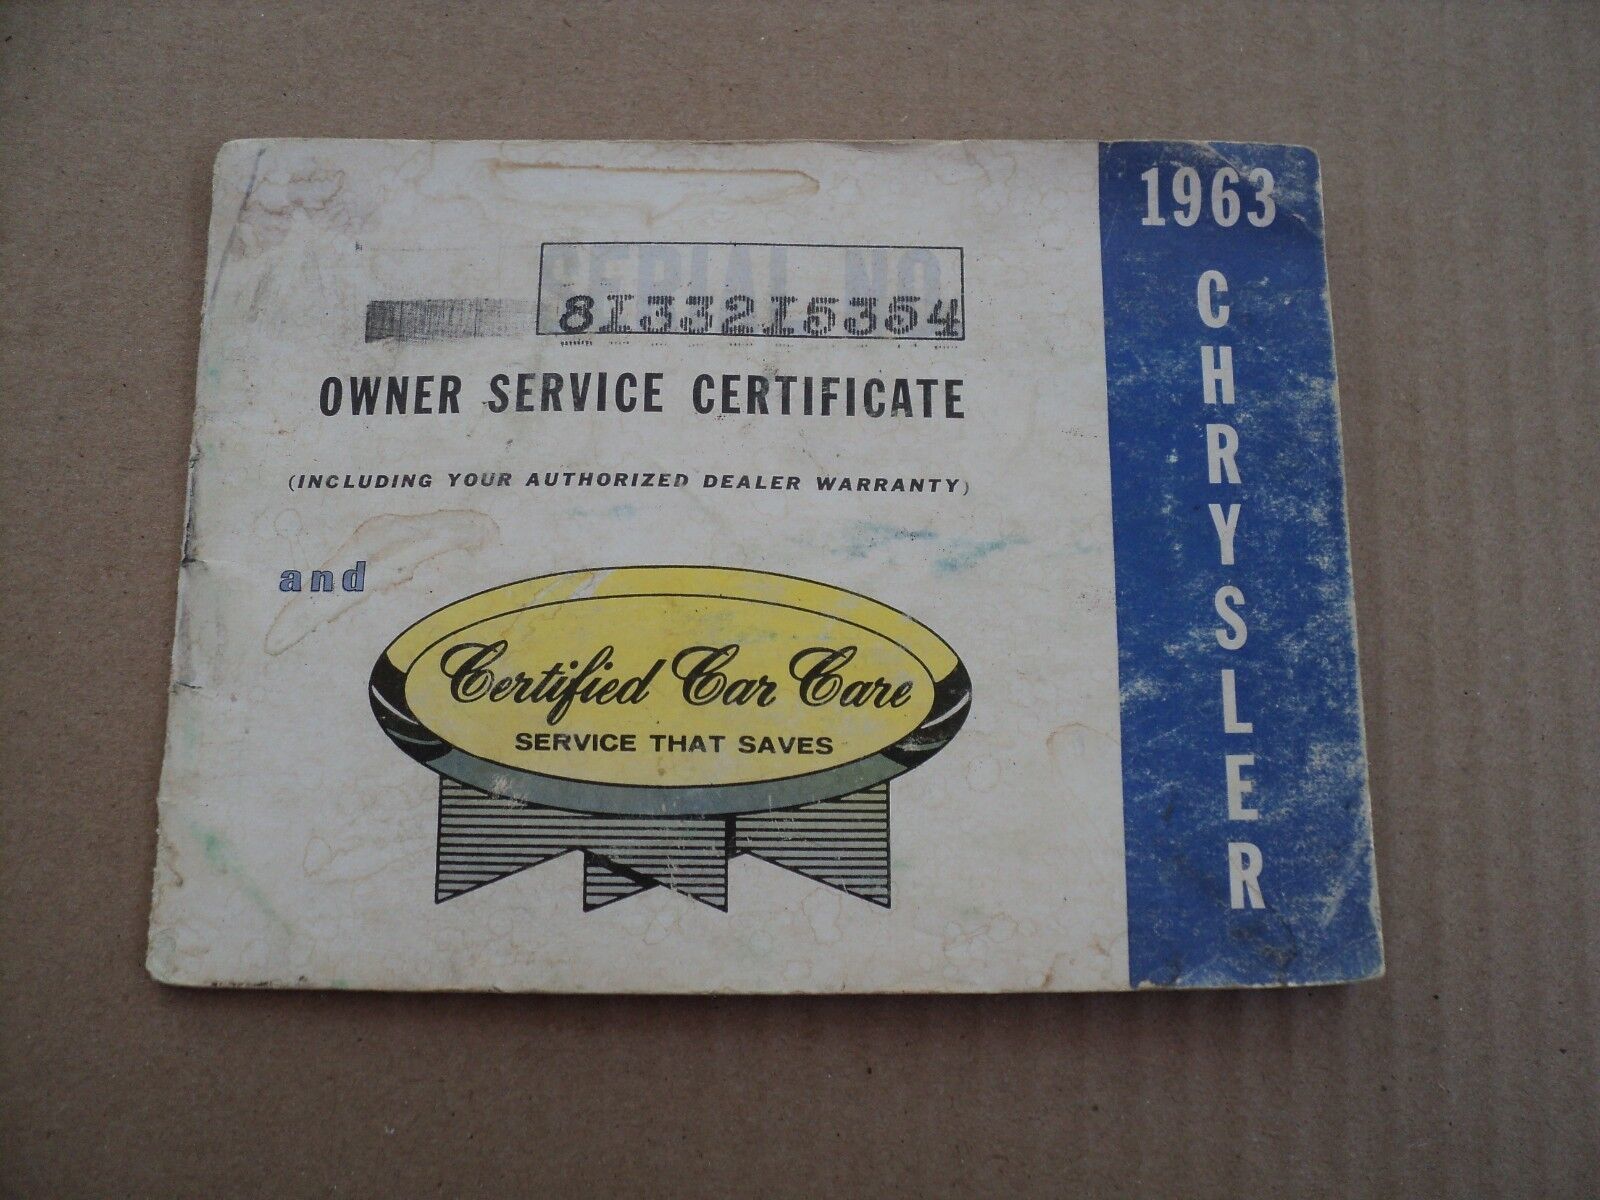 SERIAL NO.
8133215354
OWNER SERVICE CERTIFICATE
(INCLUDING YOUR AUTHORIZED DEALER WARRANTY)
and
Certified Car Care
SERVICE THAT SAVES
1963
CHRYSLER